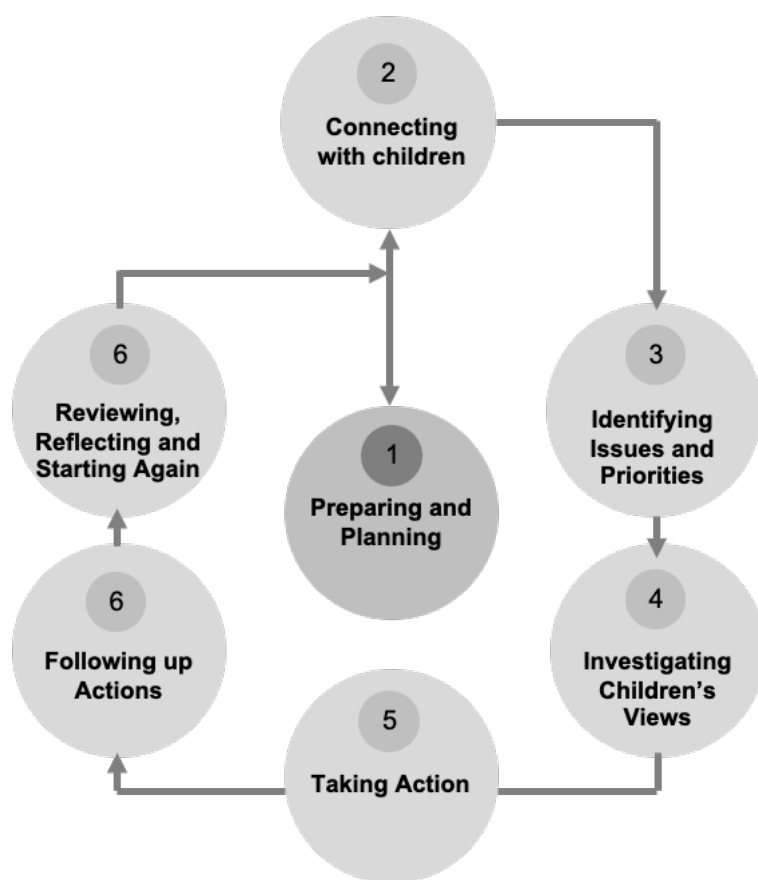 1
Preparing and
Planning
2
Connecting
with children
3
Identifying
Issues and
Priorities
4
Investigating
Children's
Views
5
Taking Action
6
Following up
Actions
6
Reviewing,
Reflecting and
Starting Again